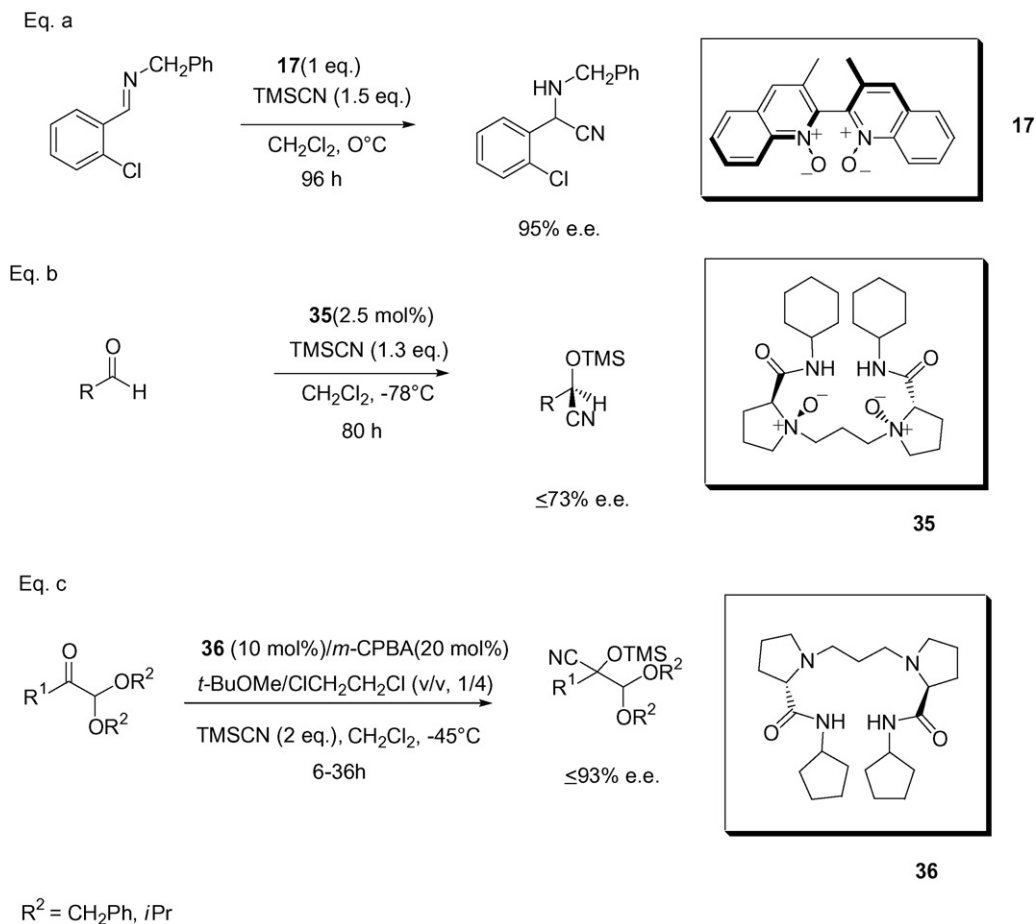 Eq. a
N CH2Ph
Cl
17(1 eq.)
TMSCN (1.5 eq.)
CH2Cl2, O°C
96 h
HN CH2Ph
CN
Cl
95% e.e.
N+ +N
O− −O
17
Eq. b
O
R H
35(2.5 mol%)
TMSCN (1.3 eq.)
CH2Cl2, -78°C
80 h
OTMS
R H
CN
≤73% e.e.
O NH HN O
O− O−
N+ N+
35
Eq. c
O
R1 OR2
OR2
36 (10 mol%)/m-CPBA(20 mol%)
t-BuOMe/ClCH2CH2Cl (v/v, 1/4)
TMSCN (2 eq.), CH2Cl2, -45°C
6-36h
NC OTMS
R1 OR2
OR2
≤93% e.e.
N N
O NH HN O
36
R2 = CH2Ph, iPr